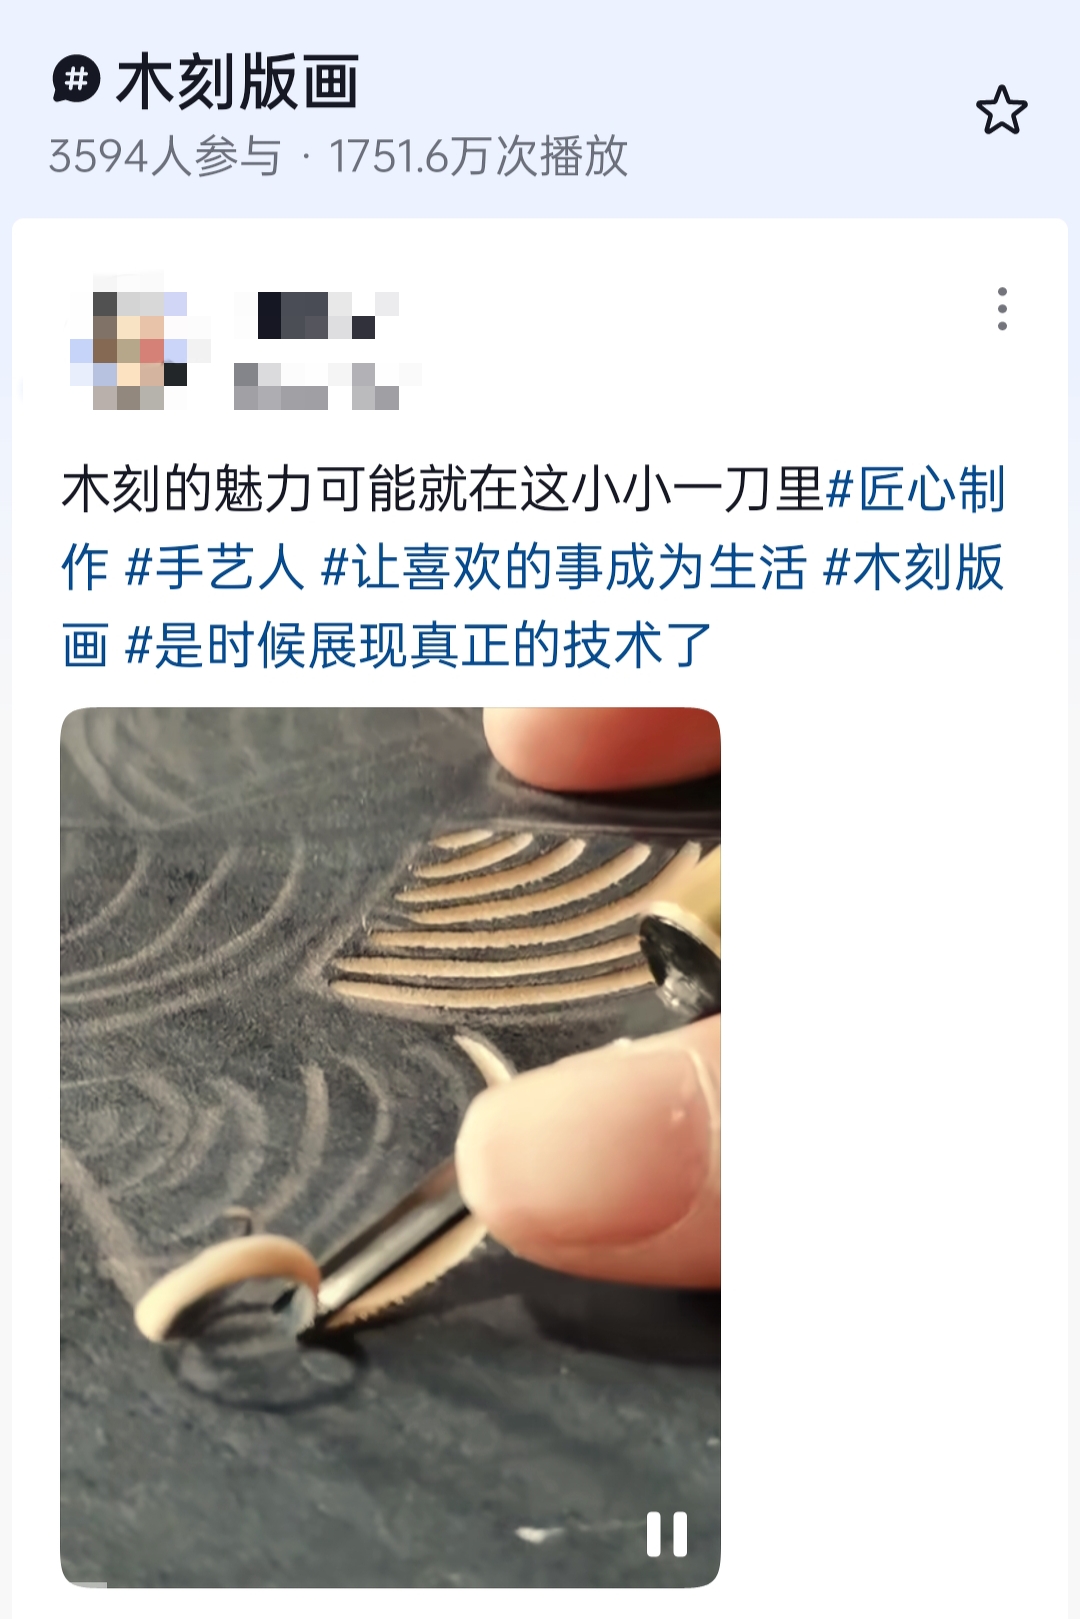 # 木刻版画
3594人参与 · 1751.6万次播放
木刻的魅力可能就在这小小一刀里#匠心制
作 #手艺人 #让喜欢的事成为生活 #木刻版
画 #是时候展现真正的技术了